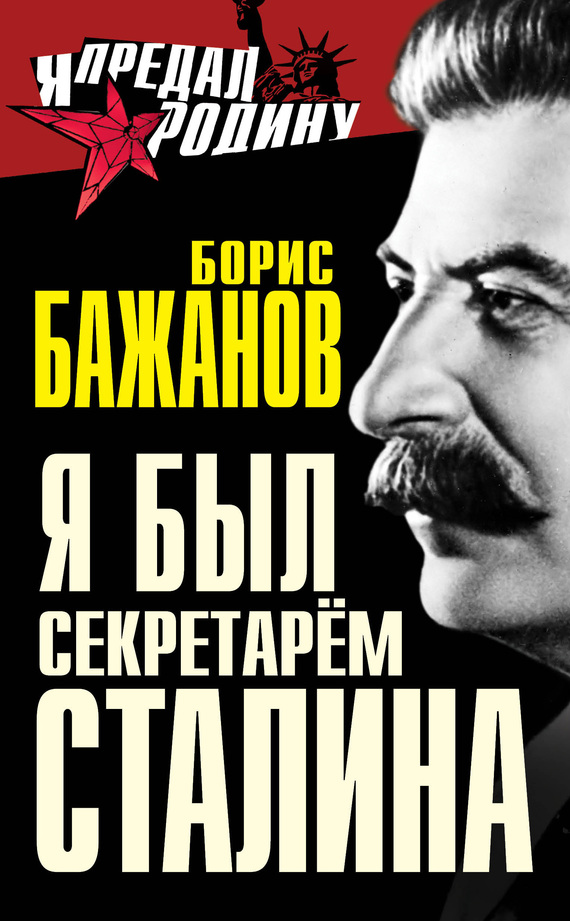 Я ПРЕДАЛ
РОДИНУ
БОРИС
БАЖАНОВ
Я БЫЛ
СЕКРЕТАРЁМ
СТАЛИНА